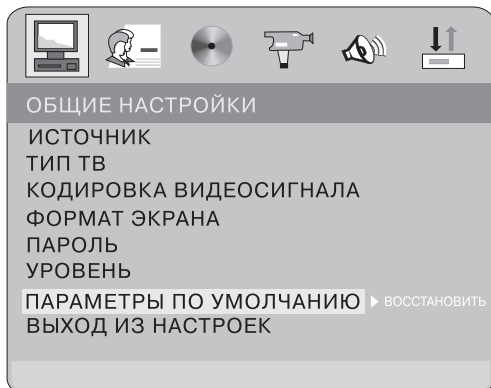 ОБЩИЕ НАСТРОЙКИ
ИСТОЧНИК
ТИП ТВ
КОДИРОВКА ВИДЕОСИГНАЛА
ФОРМАТ ЭКРАНА
ПАРОЛЬ
УРОВЕНЬ
ПАРАМЕТРЫ ПО УМОЛЧАНИЮ ▶ ВОССТАНОВИТЬ
ВЫХОД ИЗ НАСТРОЕК